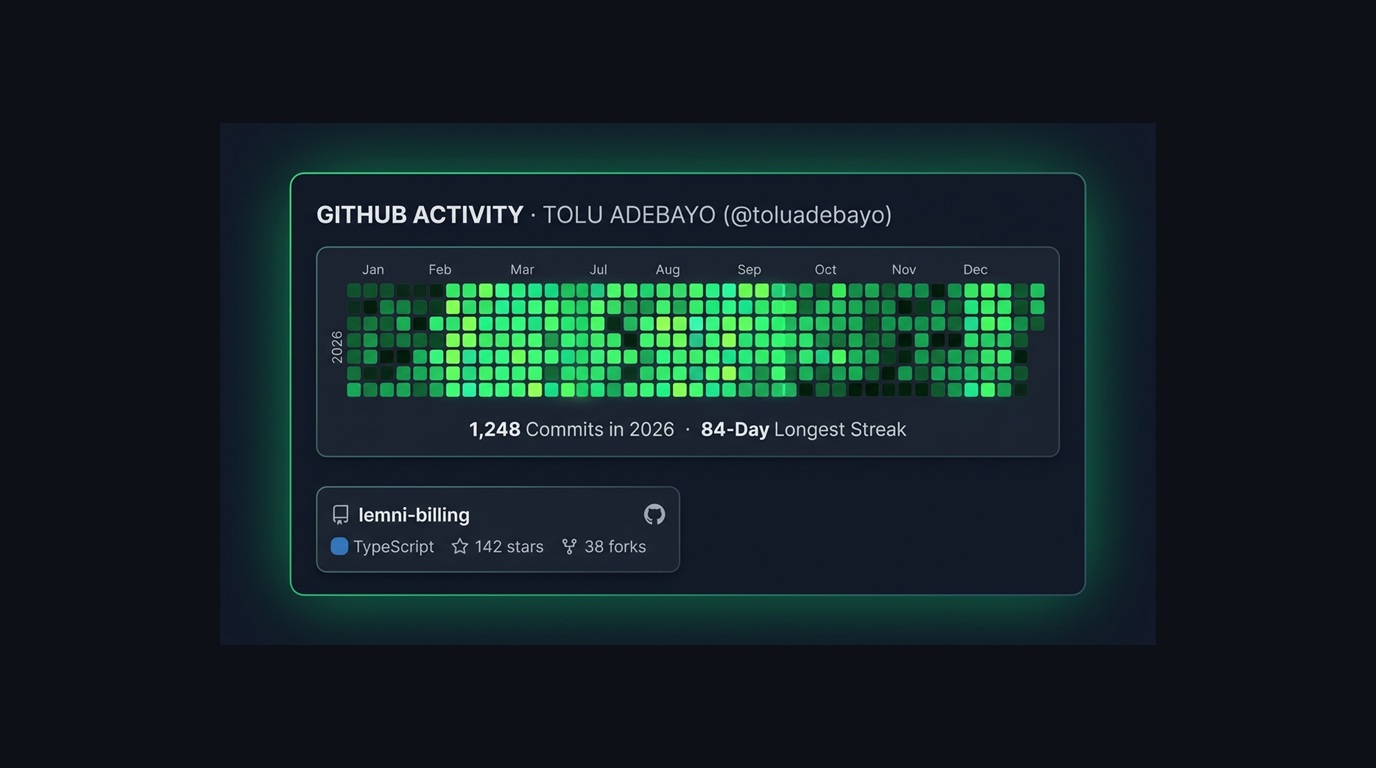 GITHUB ACTIVITY · TOLU ADEBAYO (@toluadebayo)
Jan Feb Mar Jul Aug Sep Oct Nov Dec
2026
1,248 Commits in 2026 · 84-Day Longest Streak
lemni-billing
TypeScript 142 stars 38 forks